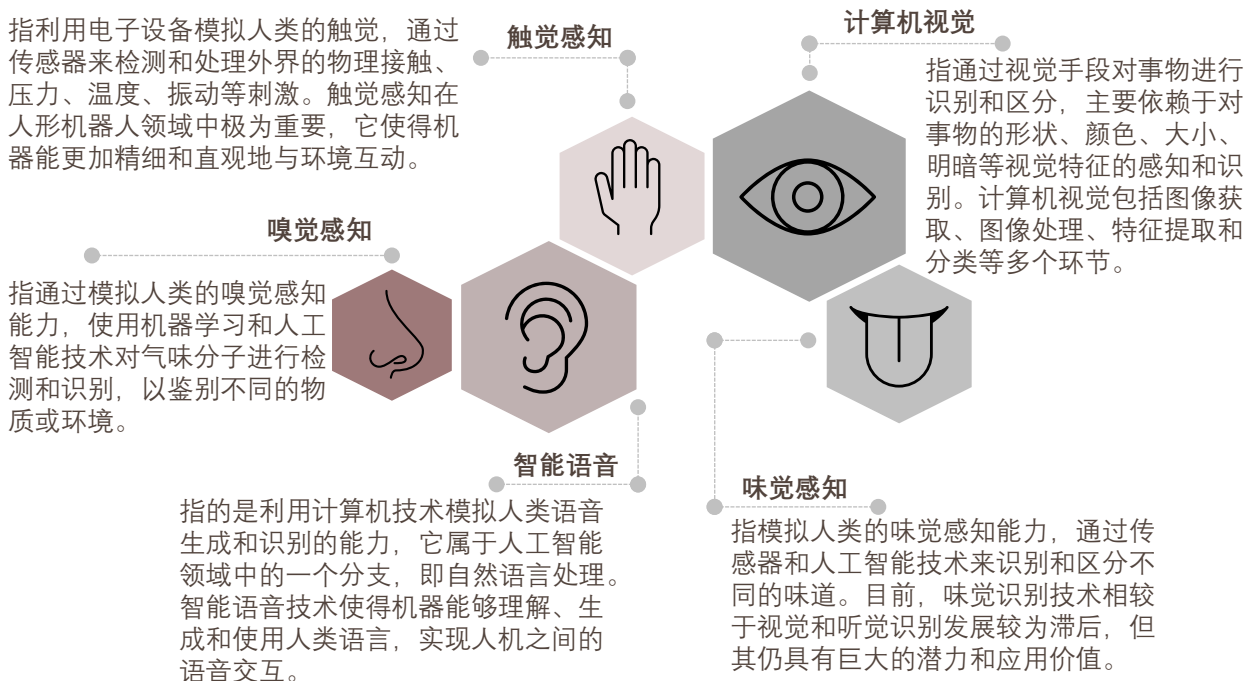 触觉感知
指利用电子设备模拟人类的触觉，通过
传感器来检测和处理外界的物理接触、
压力、温度、振动等刺激。触觉感知在
人形机器人领域中极为重要，它使得机
器能更加精细和直观地与环境互动。
计算机视觉
指通过视觉手段对事物进行
识别和区分，主要依赖于对
事物的形状、颜色、大小、
明暗等视觉特征的感知和识
别。计算机视觉包括图像获
取、图像处理、特征提取和
分类等多个环节。
嗅觉感知
指通过模拟人类的嗅觉感知
能力，使用机器学习和人工
智能技术对气味分子进行检
测和识别，以鉴别不同的物
质或环境。
智能语音
指的是利用计算机技术模拟人类语音
生成和识别的能力，它属于人工智能
领域中的一个分支，即自然语言处理。
智能语音技术使得机器能够理解、生
成和使用人类语言，实现人机之间的
语音交互。
味觉感知
指模拟人类的味觉感知能力，通过传
感器和人工智能技术来识别和区分不
同的味道。目前，味觉识别技术相较
于视觉和听觉识别发展较为滞后，但
其仍具有巨大的潜力和应用价值。